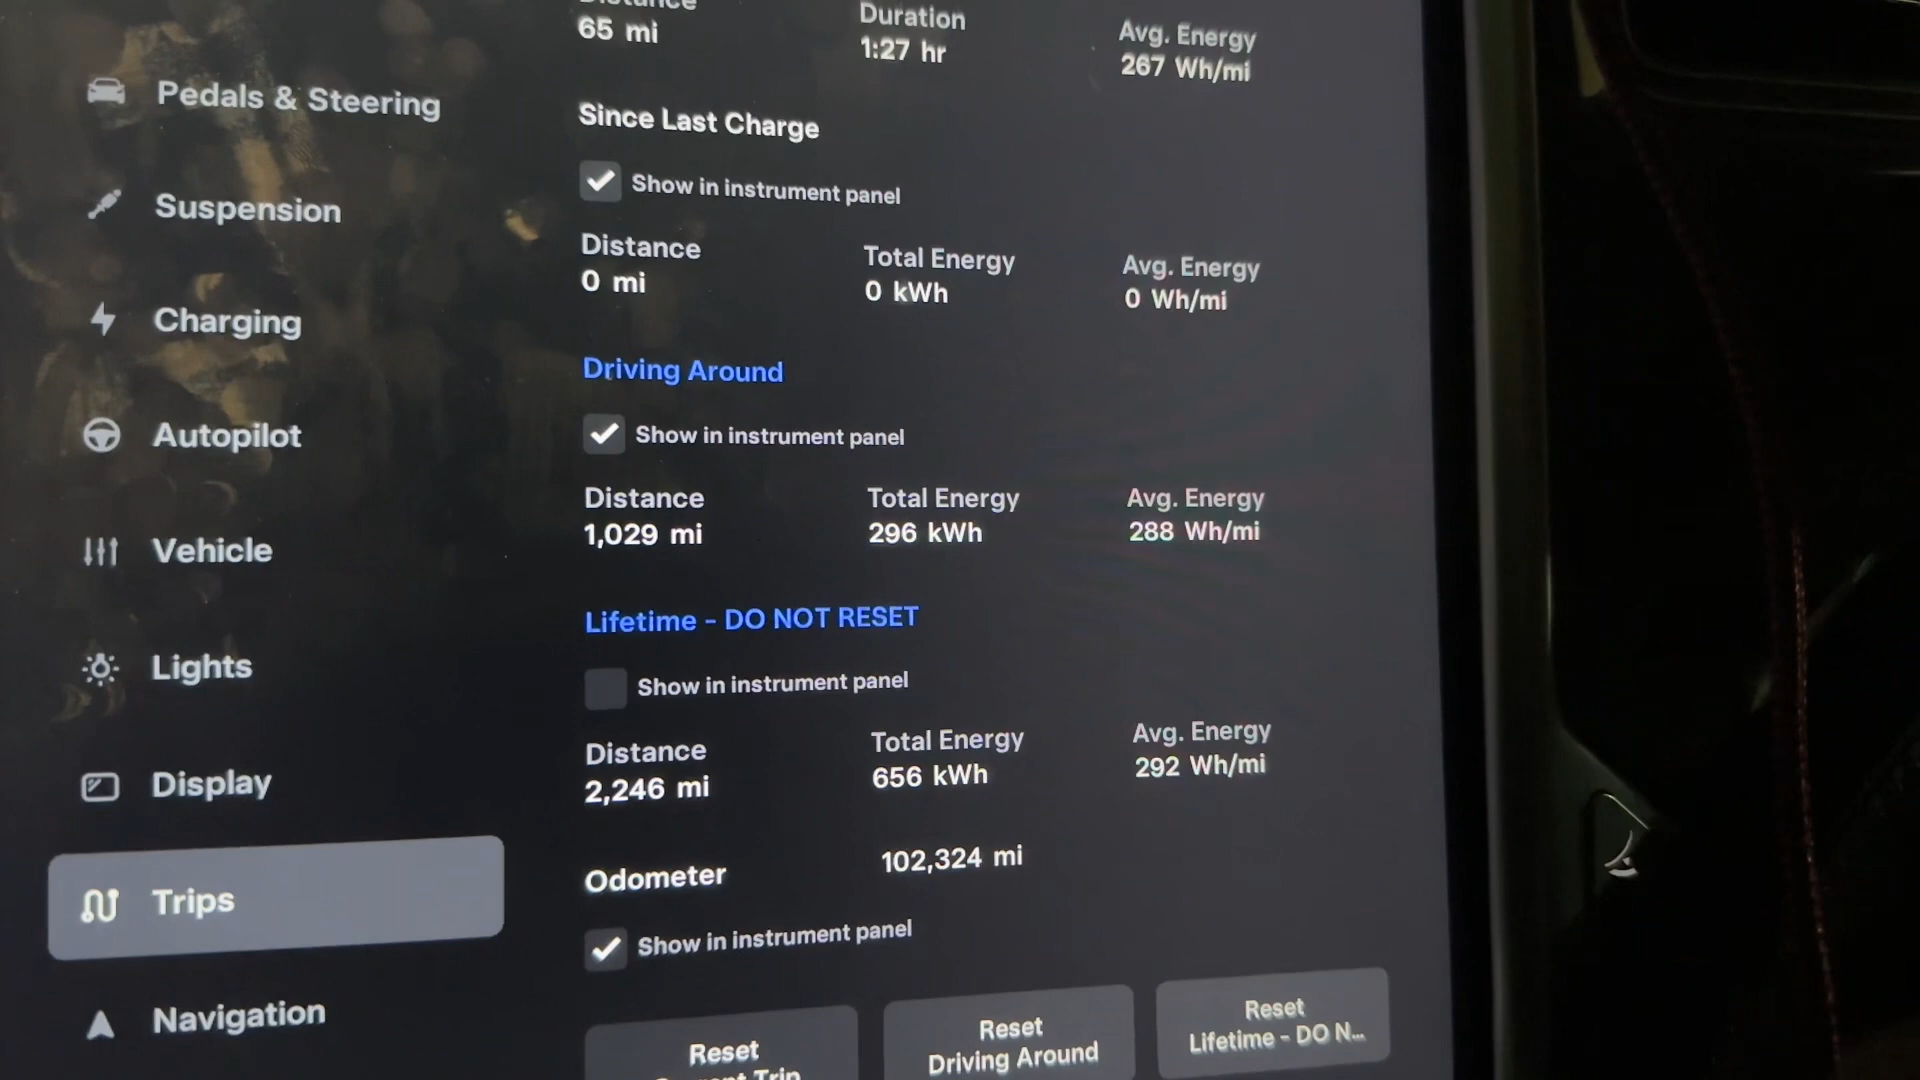 Distance
65 mi
Duration
1:27 hr
Avg. Energy
267 Wh/mi
Pedals & Steering
Suspension
Charging
Autopilot
Vehicle
Lights
Display
Trips
Navigation
Since Last Charge
Show in instrument panel
Distance
0 mi
Total Energy
0 kWh
Avg. Energy
0 Wh/mi
Driving Around
Show in instrument panel
Distance
1,029 mi
Total Energy
296 kWh
Avg. Energy
288 Wh/mi
Lifetime - DO NOT RESET
Show in instrument panel
Distance
2,246 mi
Total Energy
656 kWh
Avg. Energy
292 Wh/mi
Odometer
102,324 mi
Show in instrument panel
Reset
Current Trip
Reset
Driving Around
Reset
Lifetime - DO N...